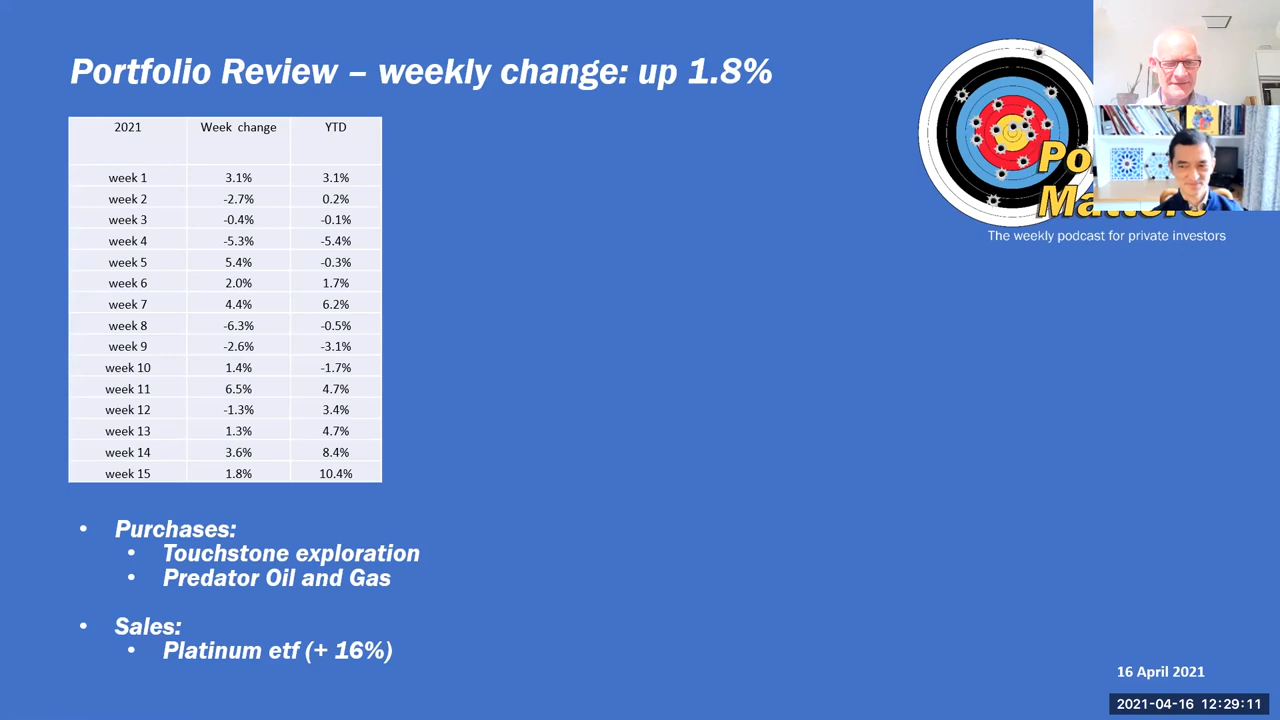 Portfolio Review – weekly change: up 1.8%
2021 Week change YTD
week 1 3.1% 3.1%
week 2 -2.7% 0.2%
week 3 -0.4% -0.1%
week 4 -5.3% -5.4%
week 5 5.4% -0.3%
week 6 2.0% 1.7%
week 7 4.4% 6.2%
week 8 -6.3% -0.5%
week 9 -2.6% -3.1%
week 10 1.4% -1.7%
week 11 6.5% 4.7%
week 12 -1.3% 3.4%
week 13 1.3% 4.7%
week 14 3.6% 8.4%
week 15 1.8% 10.4%
• Purchases:
• Touchstone exploration
• Predator Oil and Gas
• Sales:
• Platinum etf (+ 16%)
Po
Matters
The weekly podcast for private investors
16 April 2021
2021-04-16 12:29:11